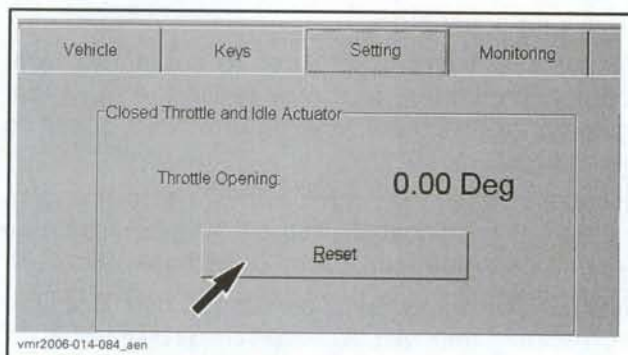 Vehicle Keys Setting Monitoring
Closed Throttle and Idle Actuator
Throttle Opening: 0.00 Deg
Reset
vmr2006-014-084_aen